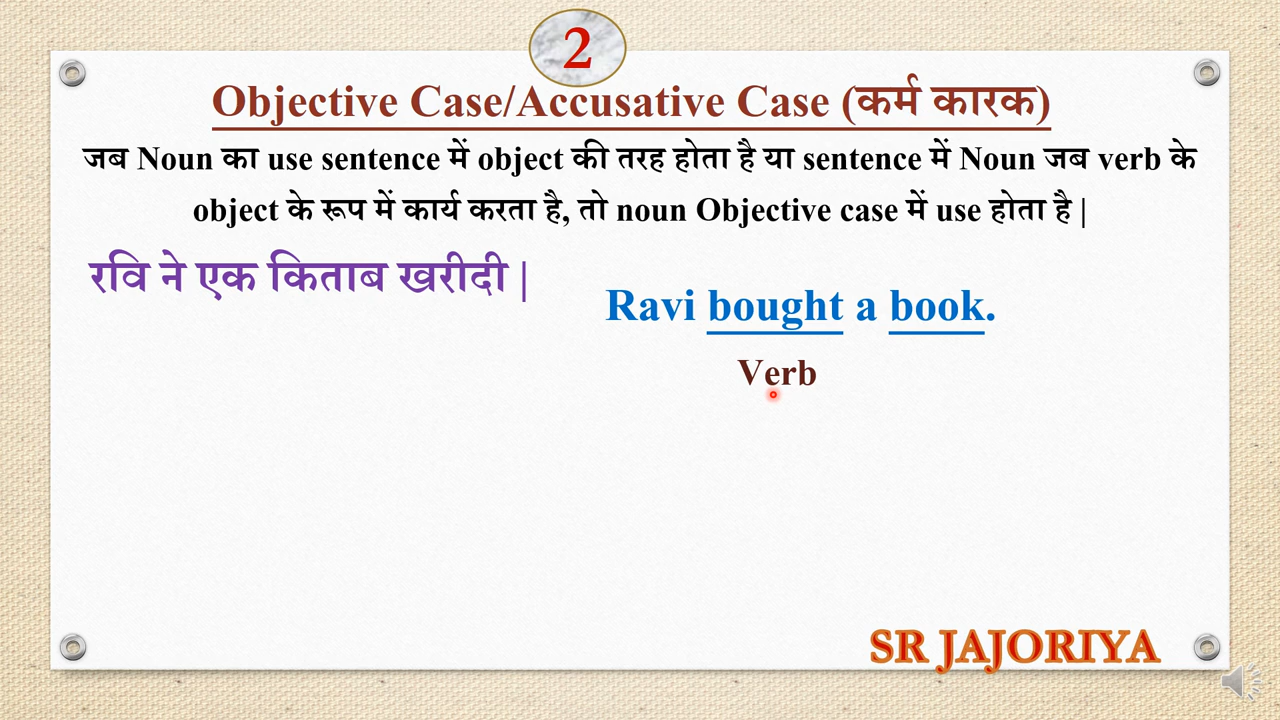 2
Objective Case/Accusative Case (कर्म कारक)
जब Noun का use sentence में object की तरह होता है या sentence में Noun जब verb के
object के रूप में कार्य करता है, तो noun Objective case में use होता है |
रवि ने एक किताब खरीदी |
Ravi bought a book.
Verb
SR JAJORIYA